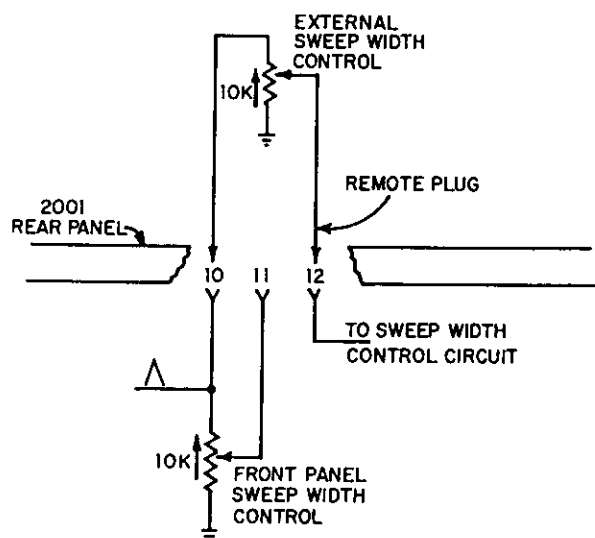 EXTERNAL
SWEEP WIDTH
CONTROL
10K
REMOTE PLUG
2001
REAR PANEL
10 11 12
TO SWEEP WIDTH
CONTROL CIRCUIT
10K
FRONT PANEL
SWEEP WIDTH
CONTROL